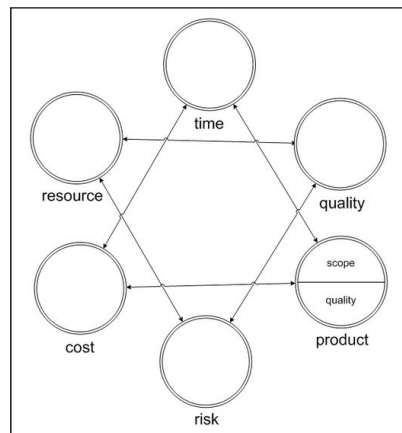 time
resource
quality
scope
quality
cost
product
risk